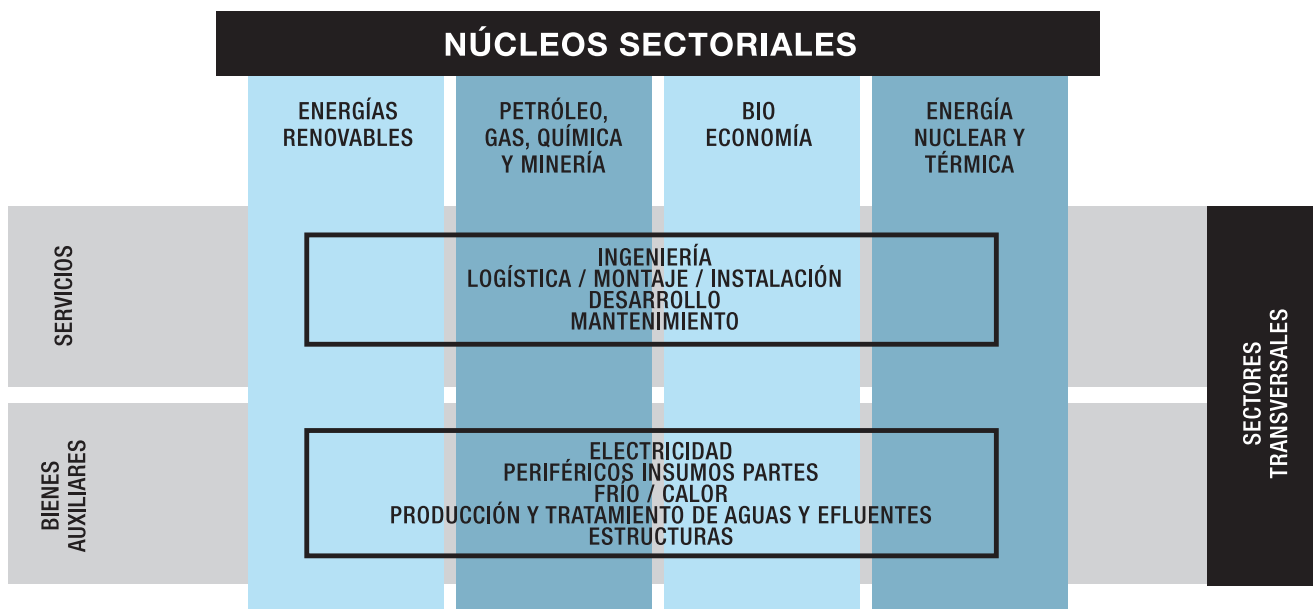 NÚCLEOS SECTORIALES
ENERGÍAS
RENOVABLES
PETRÓLEO,
GAS, QUÍMICA
Y MINERÍA
BIO
ECONOMÍA
ENERGÍA
NUCLEAR Y
TÉRMICA
SERVICIOS
INGENIERÍA
LOGÍSTICA / MONTAJE / INSTALACIÓN
DESARROLLO
MANTENIMIENTO
BIENES
AUXILIARES
ELECTRICIDAD
PERIFÉRICOS INSUMOS PARTES
FRÍO / CALOR
PRODUCCIÓN Y TRATAMIENTO DE AGUAS Y EFLUENTES
ESTRUCTURAS
SECTORES
TRANSVERSALES